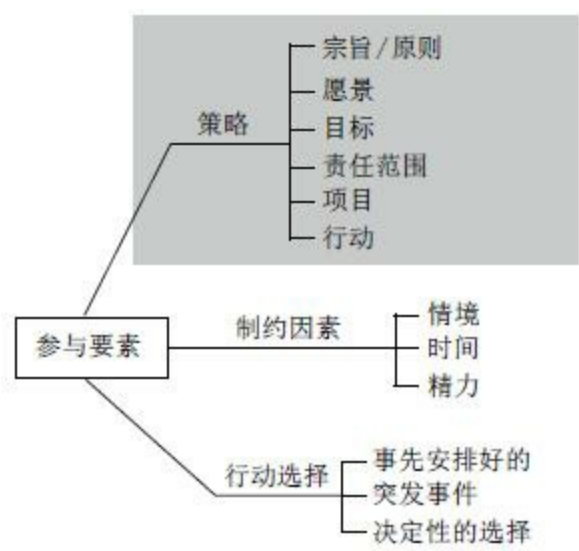 策略
宗旨/原则
愿景
目标
责任范围
项目
行动
参与要素
制约因素
情境
时间
精力
行动选择
事先安排好的
突发事件
决定性的选择